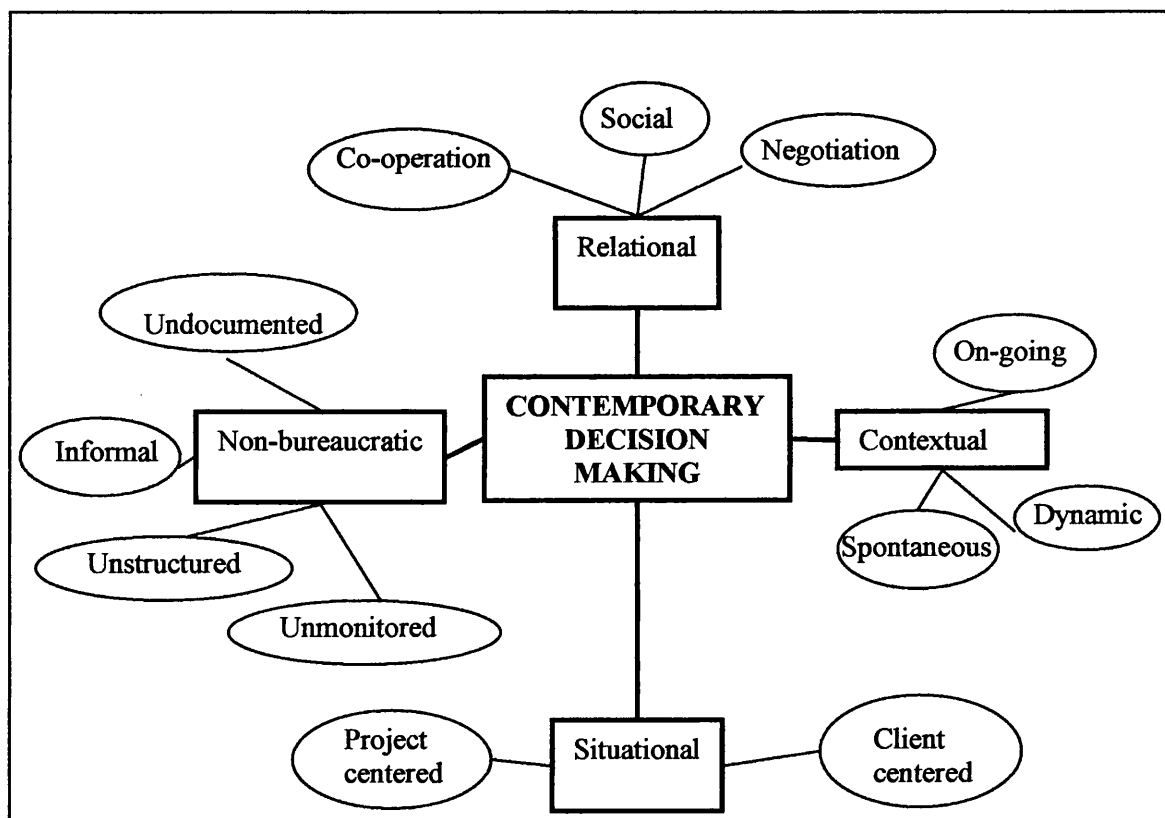 Social
Co-operation
Negotiation
Relational
Undocumented
On-going
CONTEMPORARY
DECISION
MAKING
Non-bureaucratic
Contextual
Informal
Dynamic
Spontaneous
Unstructured
Unmonitored
Project
centered
Situational
Client
centered